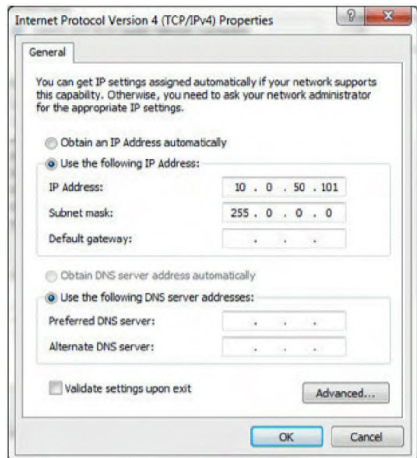 Internet Protocol Version 4 (TCP/IPv4) Properties
General
You can get IP settings assigned automatically if your network supports
this capability. Otherwise, you need to ask your network administrator
for the appropriate IP settings.
Obtain an IP Address automatically
Use the following IP Address:
IP Address: 10 . 0 . 50 . 101
Subnet mask: 255 . 0 . 0 . 0
Default gateway: . . .
Obtain DNS server address automatically
Use the following DNS server addresses:
Preferred DNS server: . . .
Alternate DNS server: . . .
Validate settings upon exit
Advanced...
OK Cancel